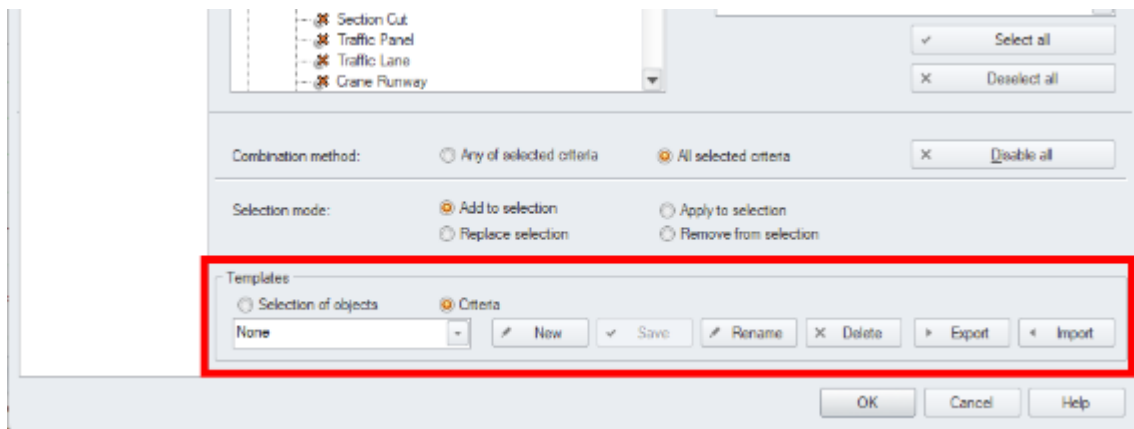 Section Cut
Traffic Panel
Traffic Lane
Crane Runway
Select all
Deselect all
Combination method: Any of selected criteria All selected criteria Disable all
Selection mode: Add to selection Apply to selection
Replace selection Remove from selection
Templates
Selection of objects Criteria
None New Save Rename Delete Export Import
OK Cancel Help